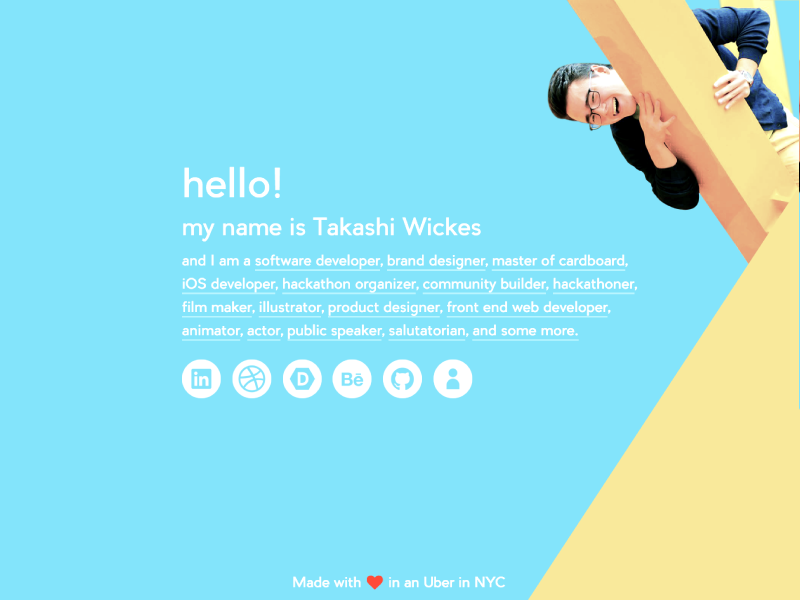 hello!
my name is Takashi Wickes
and I am a software developer, brand designer, master of cardboard,
iOS developer, hackathon organizer, community builder, hackathoner,
film maker, illustrator, product designer, front end web developer,
animator, actor, public speaker, salutatorian, and some more.
in D Bē
Made with ❤ in an Uber in NYC